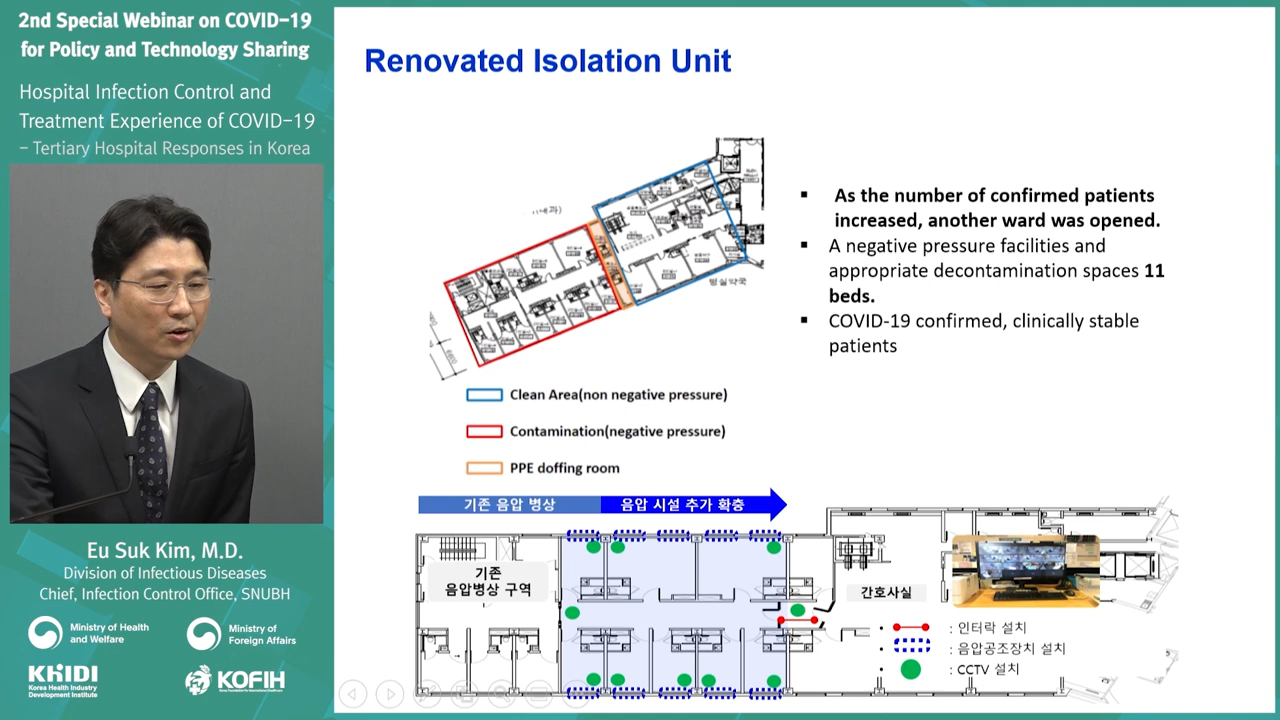 2nd Special Webinar on COVID-19
for Policy and Technology Sharing
Hospital Infection Control and
Treatment Experience of COVID-19
- Tertiary Hospital Responses in Korea
Eu Suk Kim, M.D.
Division of Infectious Diseases
Chief, Infection Control Office, SNUBH
Ministry of Health
and Welfare
Ministry of
Foreign Affairs
KHIDI
Korea Health Industry
Development Institute
KOFIH
Renovated Isolation Unit
▪ As the number of confirmed patients
increased, another ward was opened.
▪ A negative pressure facilities and
appropriate decontamination spaces 11
beds.
▪ COVID-19 confirmed, clinically stable
patients
병실약국
Clean Area(non negative pressure)
Contamination(negative pressure)
PPE doffing room
기존 음압 병상
음압 시설 추가 확충
기존
음압병상 구역
간호사실
• : 인터락 설치
• : 음압공조장치 설치
• : CCTV 설치